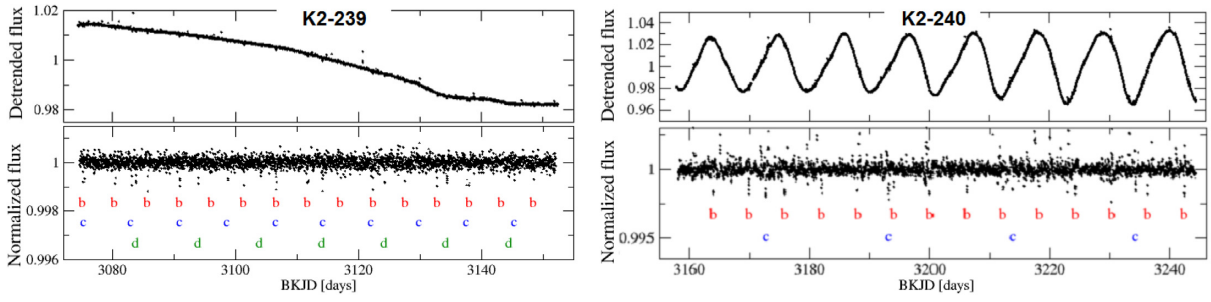 K2-239
Detrended flux
1.02
1
0.98
Normalized flux
1
0.998
0.996
b b b b b b b b b b b b b b b
c c c c c c c c c c
d d d d d d d
3080 3100 3120 3140
BKJD [days]
K2-240
Detrended flux
1.04
1.02
1
0.98
0.96
Normalized flux
1
0.995
b b b b b b b b b b b b b b
c c c c
3160 3180 3200 3220 3240
BKJD [days]